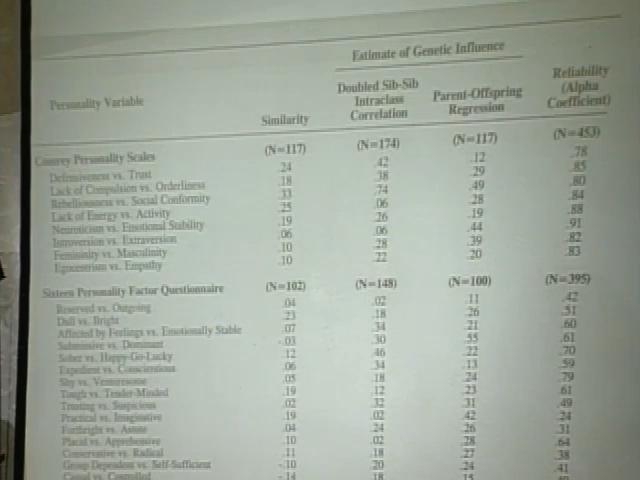 Estimate of Genetic Influence
Personality Variable
Similarity
Doubled Sib-Sib
Intraclass
Correlation
Parent-Offspring
Regression
Reliability
(Alpha
Coefficient)
Comrey Personality Scales (N=117) (N=174) (N=117) (N=453)
Defensiveness vs. Trust .24 .42 .12 .78
Lack of Compulsion vs. Orderliness .18 .38 .29 .85
Rebelliousness vs. Social Conformity .33 .74 .49 .80
Lack of Energy vs. Activity .25 .06 .28 .84
Neuroticism vs. Emotional Stability .19 .26 .19 .88
Introversion vs. Extraversion .06 .06 .44 .91
Femininity vs. Masculinity .10 .28 .39 .82
Egocentrism vs. Empathy .10 .22 .20 .83
Sixteen Personality Factor Questionnaire (N=102) (N=148) (N=100) (N=395)
Reserved vs. Outgoing .04 .02 .11 .42
Dull vs. Bright .23 .18 .26 .51
Affected by Feelings vs. Emotionally Stable .07 .34 .21 .60
Submissive vs. Dominant -.03 .30 .55 .61
Sober vs. Happy-Go-Lucky .12 .46 .22 .70
Expedient vs. Conscientious .06 .34 .13 .59
Shy vs. Venturesome .05 .18 .24 .79
Tough vs. Tender-Minded .19 .12 .23 .61
Trusting vs. Suspicious .02 .32 .31 .49
Practical vs. Imaginative .19 .02 .42 .24
Forthright vs. Astute .04 .24 .26 .31
Placid vs. Apprehensive .10 .02 .28 .64
Conservative vs. Radical .11 .18 .27 .38
Group Dependent vs. Self-Sufficient -.10 .20 .24 .41
Casual vs. Controlled -.14 .18 .15